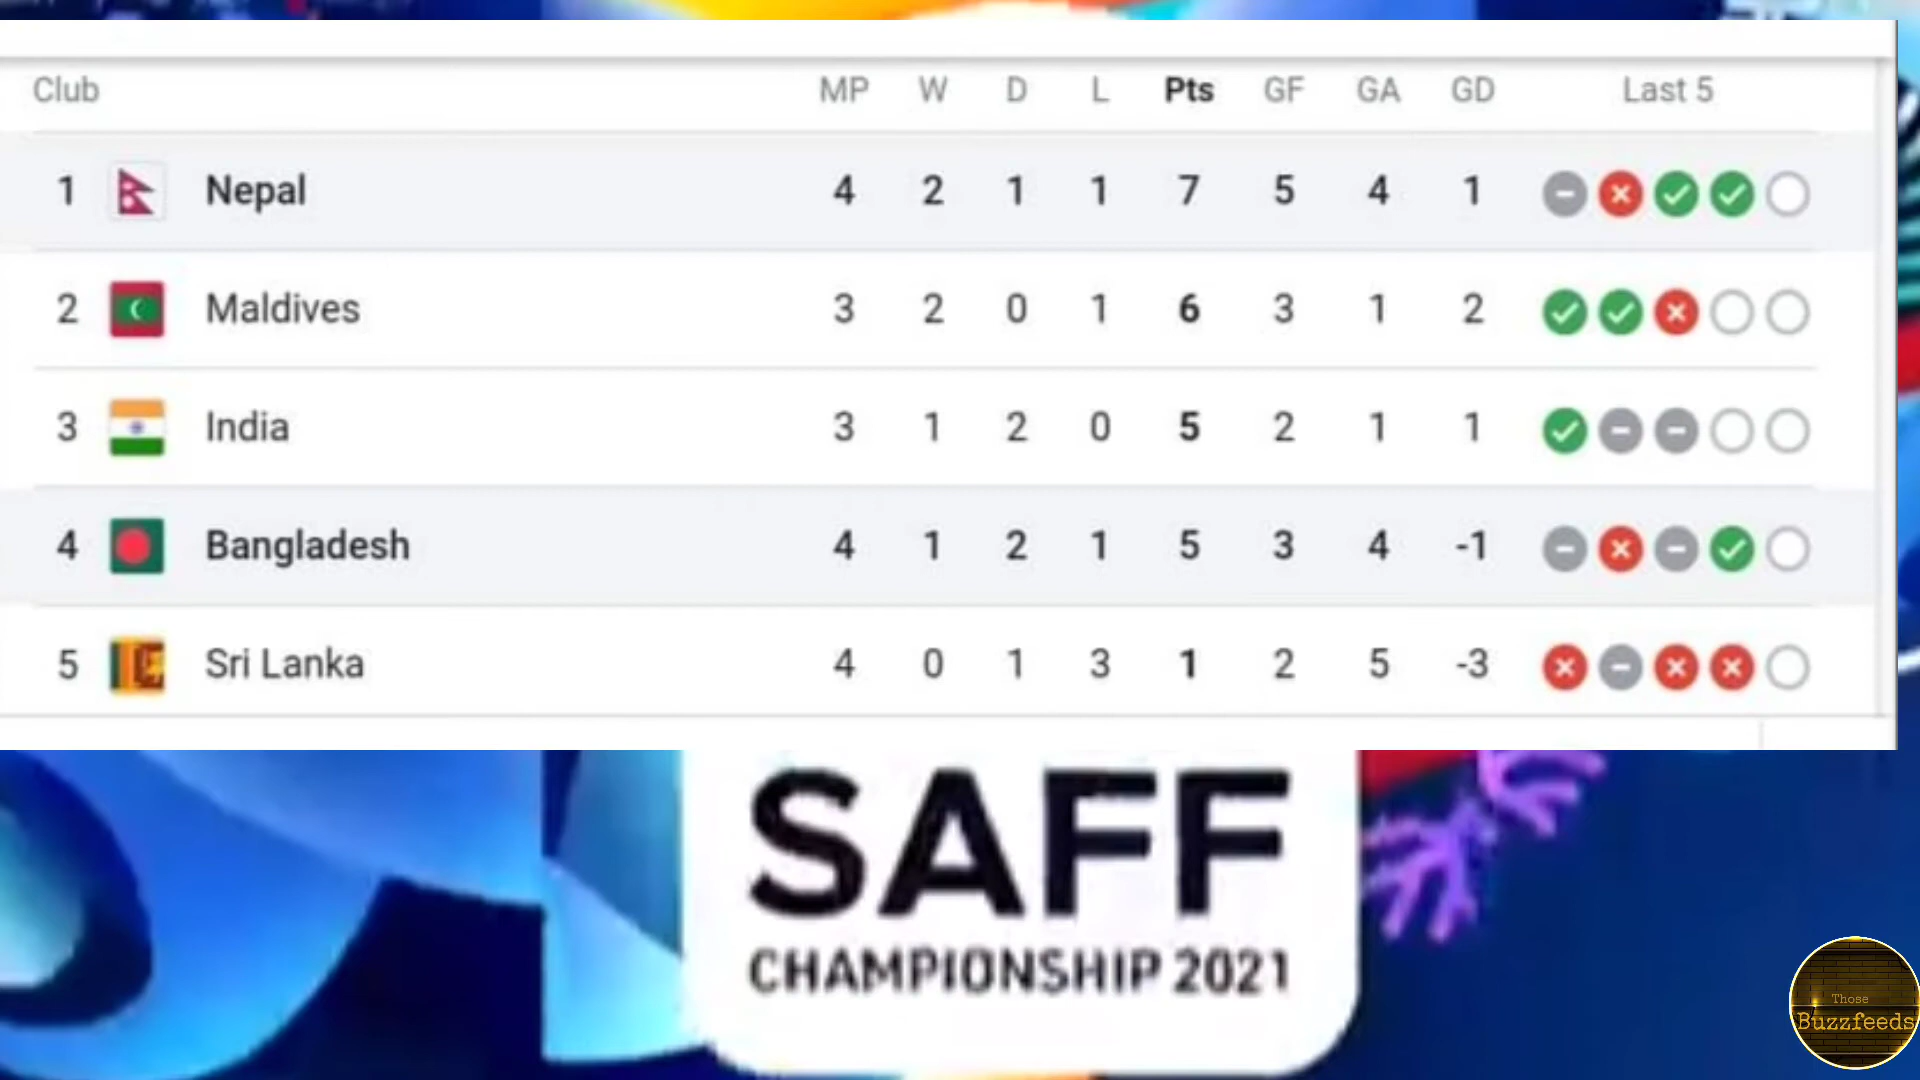 Club MP W D L Pts GF GA GD Last 5
1 Nepal 4 2 1 1 7 5 4 1
2 Maldives 3 2 0 1 6 3 1 2
3 India 3 1 2 0 5 2 1 1
4 Bangladesh 4 1 2 1 5 3 4 -1
5 Sri Lanka 4 0 1 3 1 2 5 -3
SAFF
CHAMPIONSHIP 2021
Those
Buzzfeeds